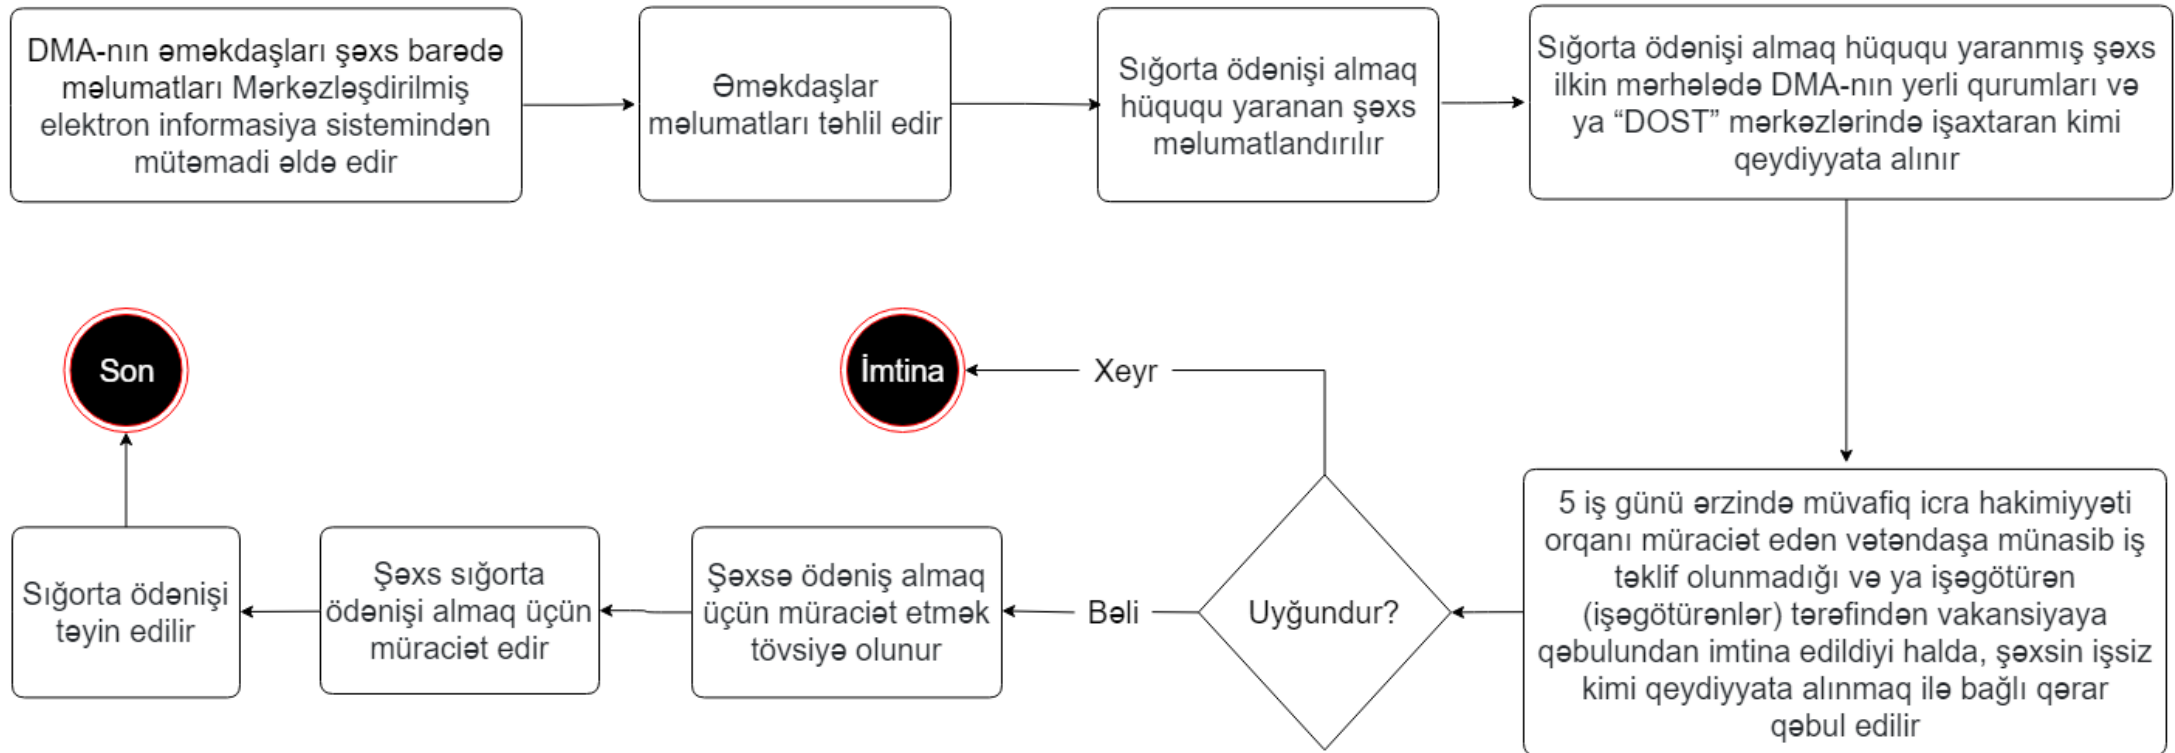 DMA-nın əməkdaşları şəxs barədə
məlumatları Mərkəzləşdirilmiş
elektron informasiya sistemindən
mütəmadi əldə edir
Əməkdaşlar
məlumatları təhlil edir
Sığorta ödənişi almaq
hüququ yaranan şəxs
məlumatlandırılır
Sığorta ödənişi almaq hüququ yaranmış şəxs
ilkin mərhələdə DMA-nın yerli qurumları və
ya “DOST” mərkəzlərində işaxtaran kimi
qeydiyyata alınır
5 iş günü ərzində müvafiq icra hakimiyyəti
orqanı müraciət edən vətəndaşa münasib iş
təklif olunmadığı və ya işəgötürən
(işəgötürənlər) tərəfindən vakansiyaya
qəbulundan imtina edildiyi halda, şəxsin işsiz
kimi qeydiyyata alınmaq ilə bağlı qərar
qəbul edilir
Uyğundur?
Xeyr
İmtina
Bəli
Şəxsə ödəniş almaq
üçün müraciət etmək
tövsiyə olunur
Şəxs sığorta
ödənişi almaq üçün
müraciət edir
Sığorta ödənişi
təyin edilir
Son